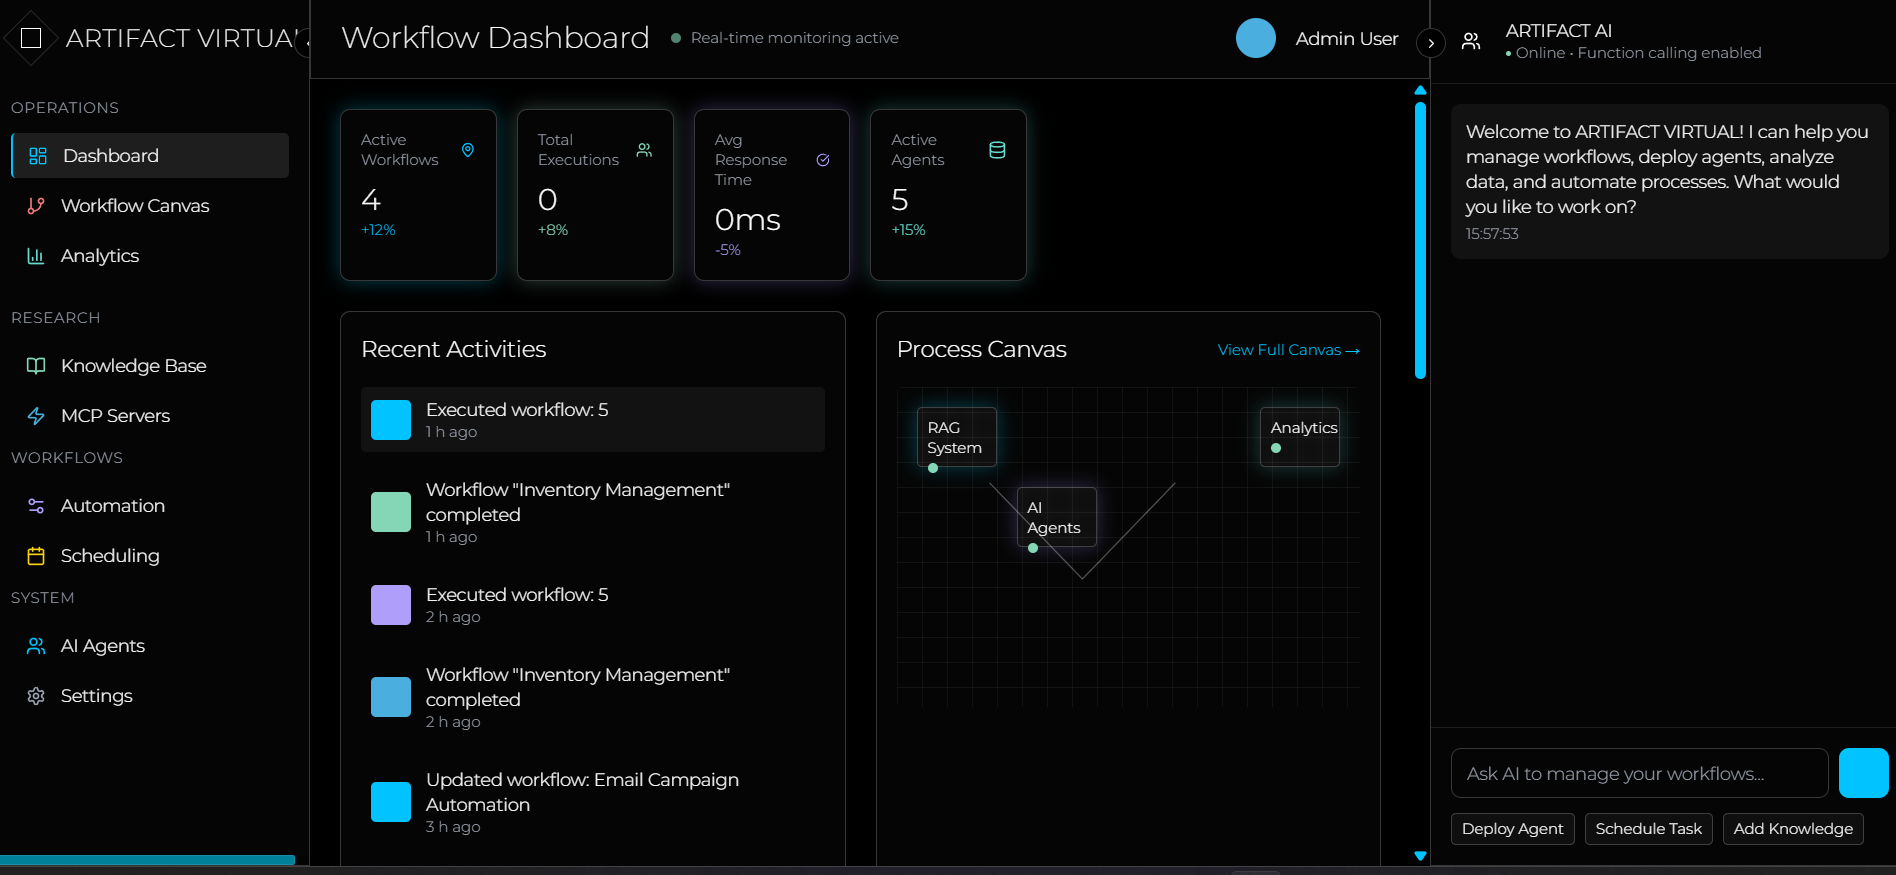 ARTIFACT VIRTUAL
OPERATIONS
Dashboard
Workflow Canvas
Analytics
RESEARCH
Knowledge Base
MCP Servers
WORKFLOWS
Automation
Scheduling
SYSTEM
AI Agents
Settings
Workflow Dashboard
Real-time monitoring active
Admin User
Active
Workflows
4
+12%
Total
Executions
0
+8%
Avg
Response
Time
0ms
-5%
Active
Agents
5
+15%
Recent Activities
Executed workflow: 5
1 h ago
Workflow "Inventory Management"
completed
1 h ago
Executed workflow: 5
2 h ago
Workflow "Inventory Management"
completed
2 h ago
Updated workflow: Email Campaign
Automation
3 h ago
Process Canvas
View Full Canvas →
RAG
System
Analytics
AI
Agents
ARTIFACT AI
• Online • Function calling enabled
Welcome to ARTIFACT VIRTUAL! I can help you
manage workflows, deploy agents, analyze
data, and automate processes. What would
you like to work on?
15:57:53
Ask AI to manage your workflows...
Deploy Agent
Schedule Task
Add Knowledge